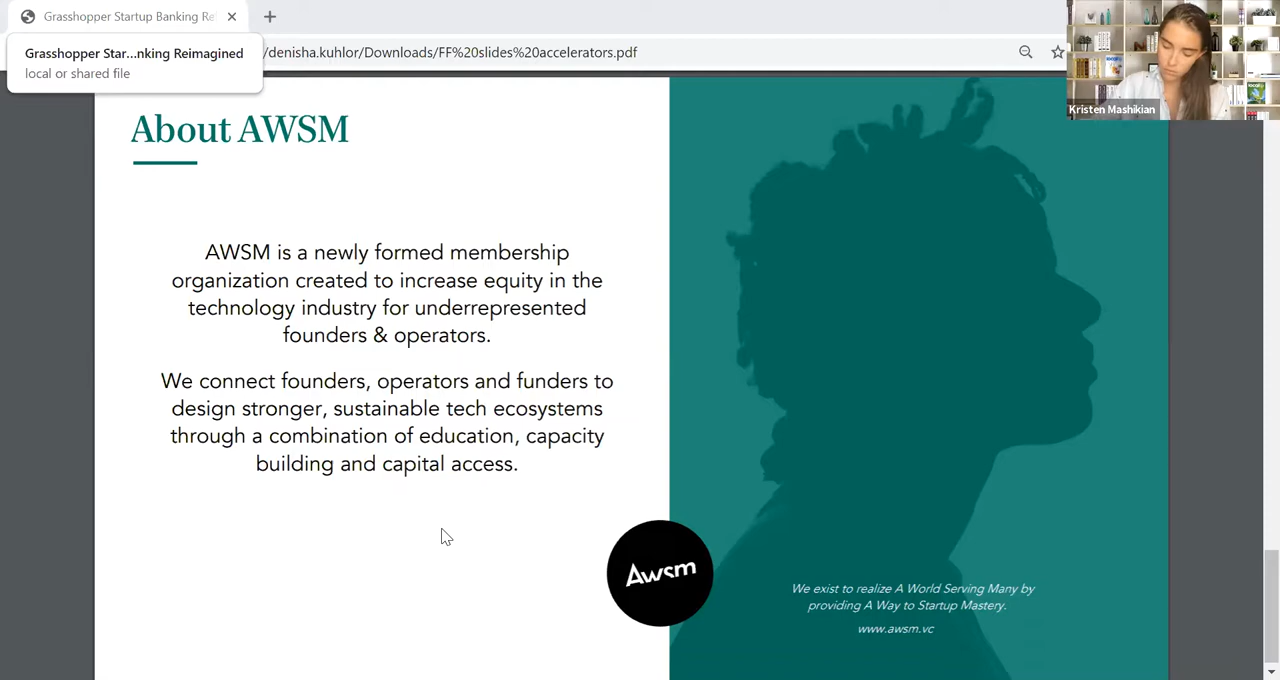 Grasshopper Startup Banking Re
Grasshopper Star...nking Reimagined
local or shared file
/denisha.kuhlor/Downloads/FF%20slides%20accelerators.pdf
Kristen Mashikian
About AWSM
AWSM is a newly formed membership
organization created to increase equity in the
technology industry for underrepresented
founders & operators.
We connect founders, operators and funders to
design stronger, sustainable tech ecosystems
through a combination of education, capacity
building and capital access.
Awsm
We exist to realize A World Serving Many by
providing A Way to Startup Mastery.
www.awsm.vc